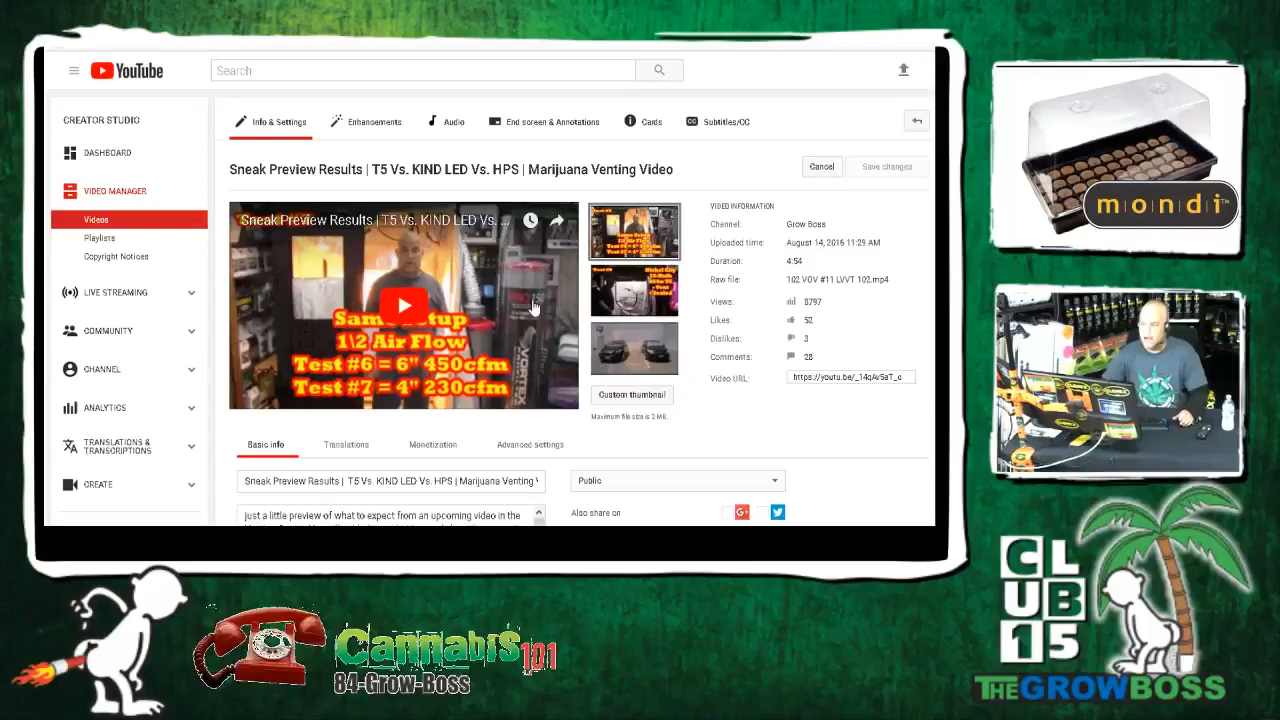 YouTube
Search
CREATOR STUDIO
DASHBOARD
VIDEO MANAGER
Videos
Playlists
Copyright Notices
LIVE STREAMING
COMMUNITY
CHANNEL
ANALYTICS
TRANSLATIONS &
TRANSCRIPTIONS
CREATE
Info & Settings
Enhancements
Audio
End screen & Annotations
Cards
CC Subtitles/CC
Sneak Preview Results | T5 Vs. KIND LED Vs. HPS | Marijuana Venting Video
Cancel
Save changes
Sneak Preview Results | T5 Vs. KIND LED Vs. ...
Same Setup
1\2 Air Flow
Test #6 = 6" 450cfm
Test #7 = 4" 230cfm
VORTEX
Custom thumbnail
Maximum file size is 2 MB.
VIDEO INFORMATION
Channel: Grow Boss
Uploaded time: August 14, 2016 11:29 AM
Duration: 4:54
Raw file: 102 VOV #11 LVVT 102.mp4
Views: 8797
Likes: 52
Dislikes: 3
Comments: 28
Video URL: https://youtu.be/_14qAv5aT_o
Basic info
Translations
Monetization
Advanced settings
Sneak Preview Results | T5 Vs. KIND LED Vs. HPS | Marijuana Venting
Public
just a little preview of what to expect from an upcoming video in the
Also share on
G+
mondi™
Cannabis 101
84-Grow-Boss
CLUB 15
THEGROWBOSS